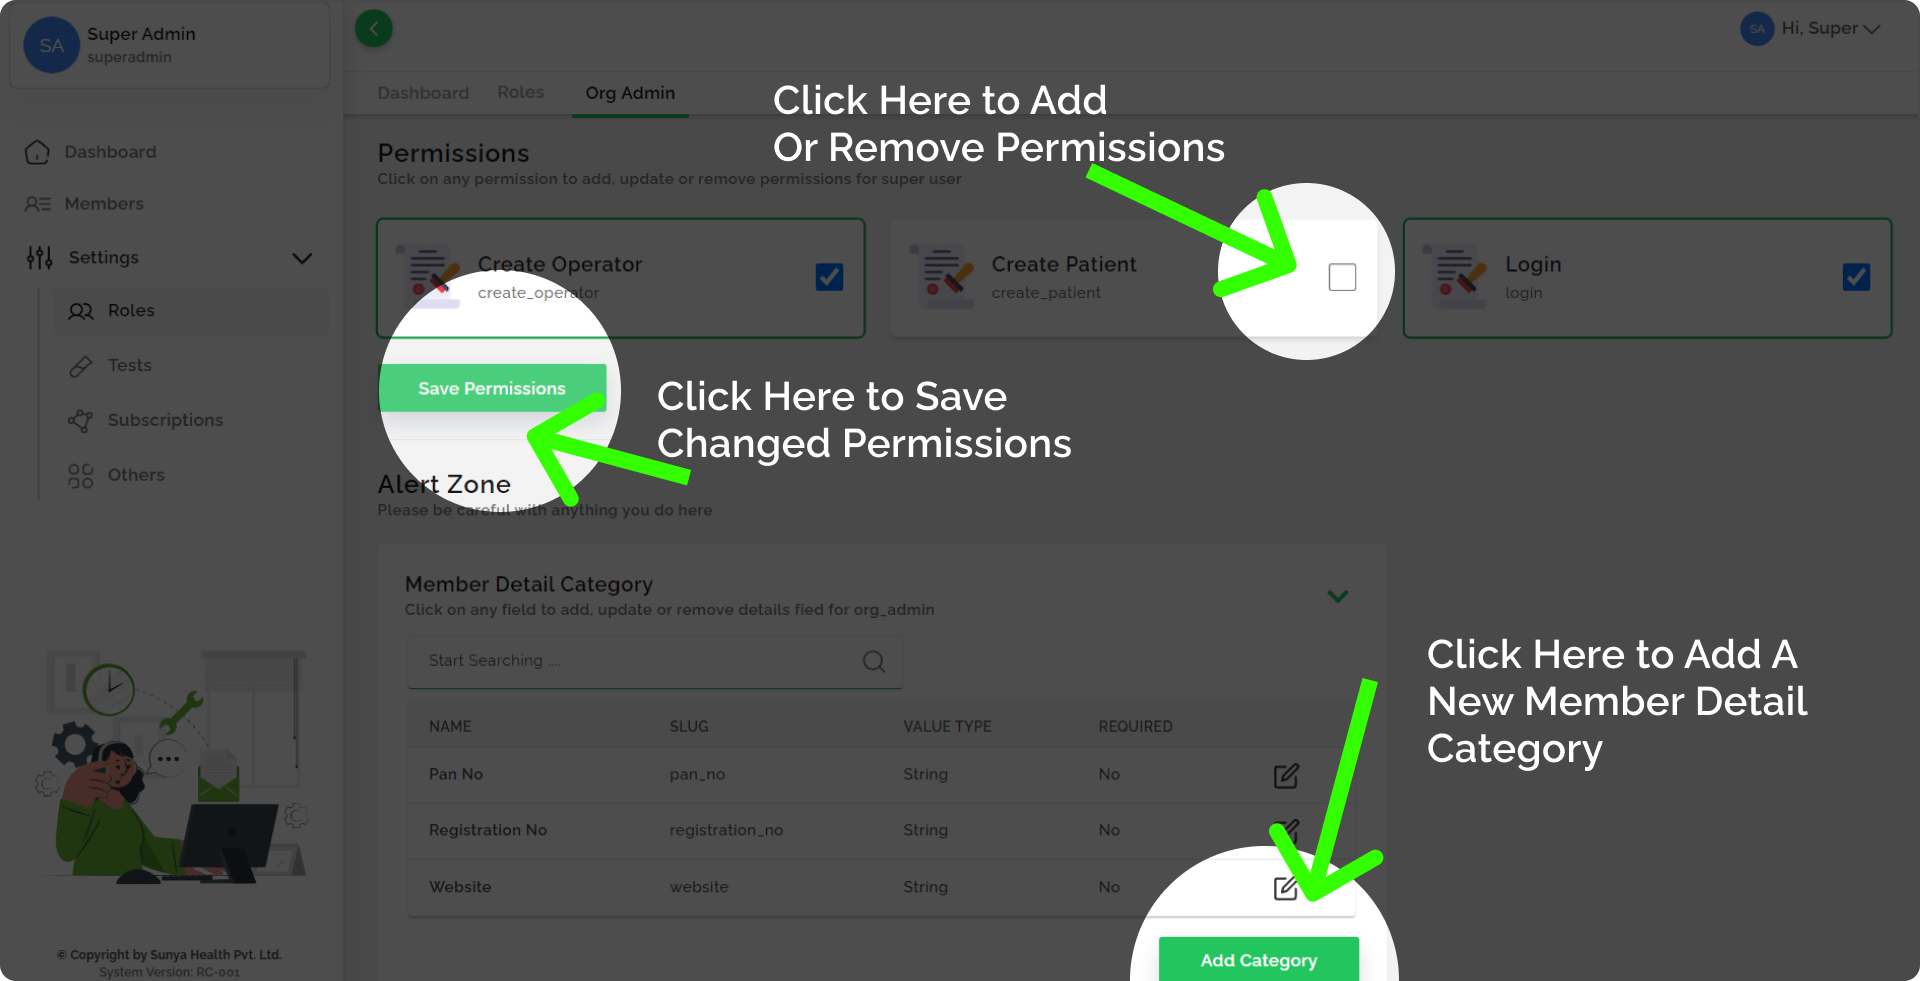 SA
Super Admin
superadmin
SA
Hi, Super
Dashboard
Roles
Org Admin
Click Here to Add
Or Remove Permissions
Dashboard
Members
Settings
Roles
Tests
Subscriptions
Others
Permissions
Click on any permission to add, update or remove permissions for super user
Create Operator
create_operator
Create Patient
create_patient
Login
login
Save Permissions
Click Here to Save
Changed Permissions
Alert Zone
Please be careful with anything you do here
Member Detail Category
Click on any field to add, update or remove details fied for org_admin
Start Searching ....
NAME SLUG VALUE TYPE REQUIRED
Pan No pan_no String No
Registration No registration_no String No
Website website String No
Click Here to Add A
New Member Detail
Category
Add Category
© Copyright by Sunya Health Pvt. Ltd.
System Version: RC-001